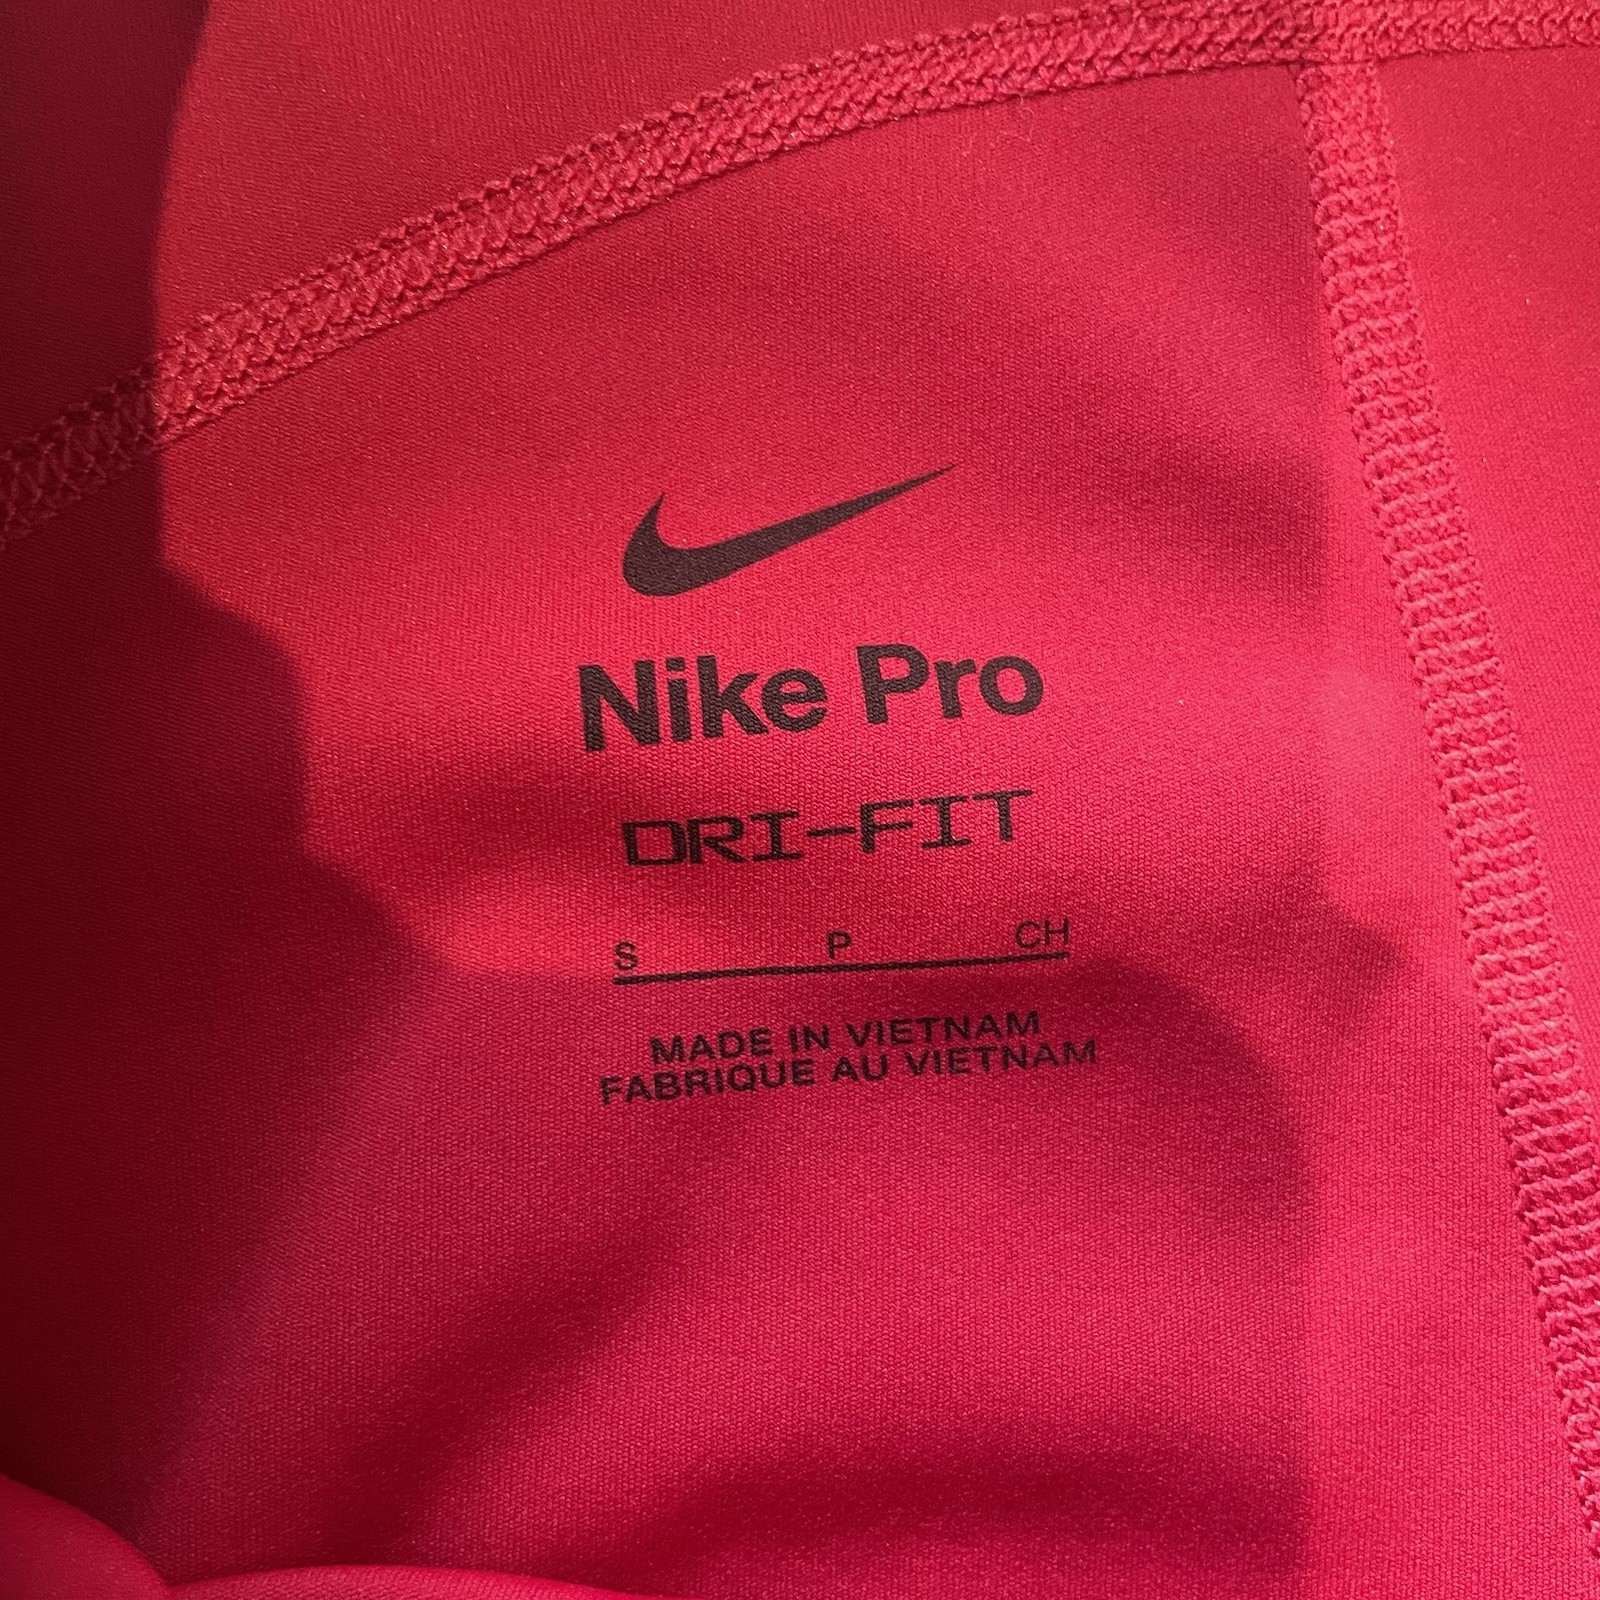 Nike Pro
DRI-FIT
S P CH
MADE IN VIETNAM
FABRIQUE AU VIETNAM